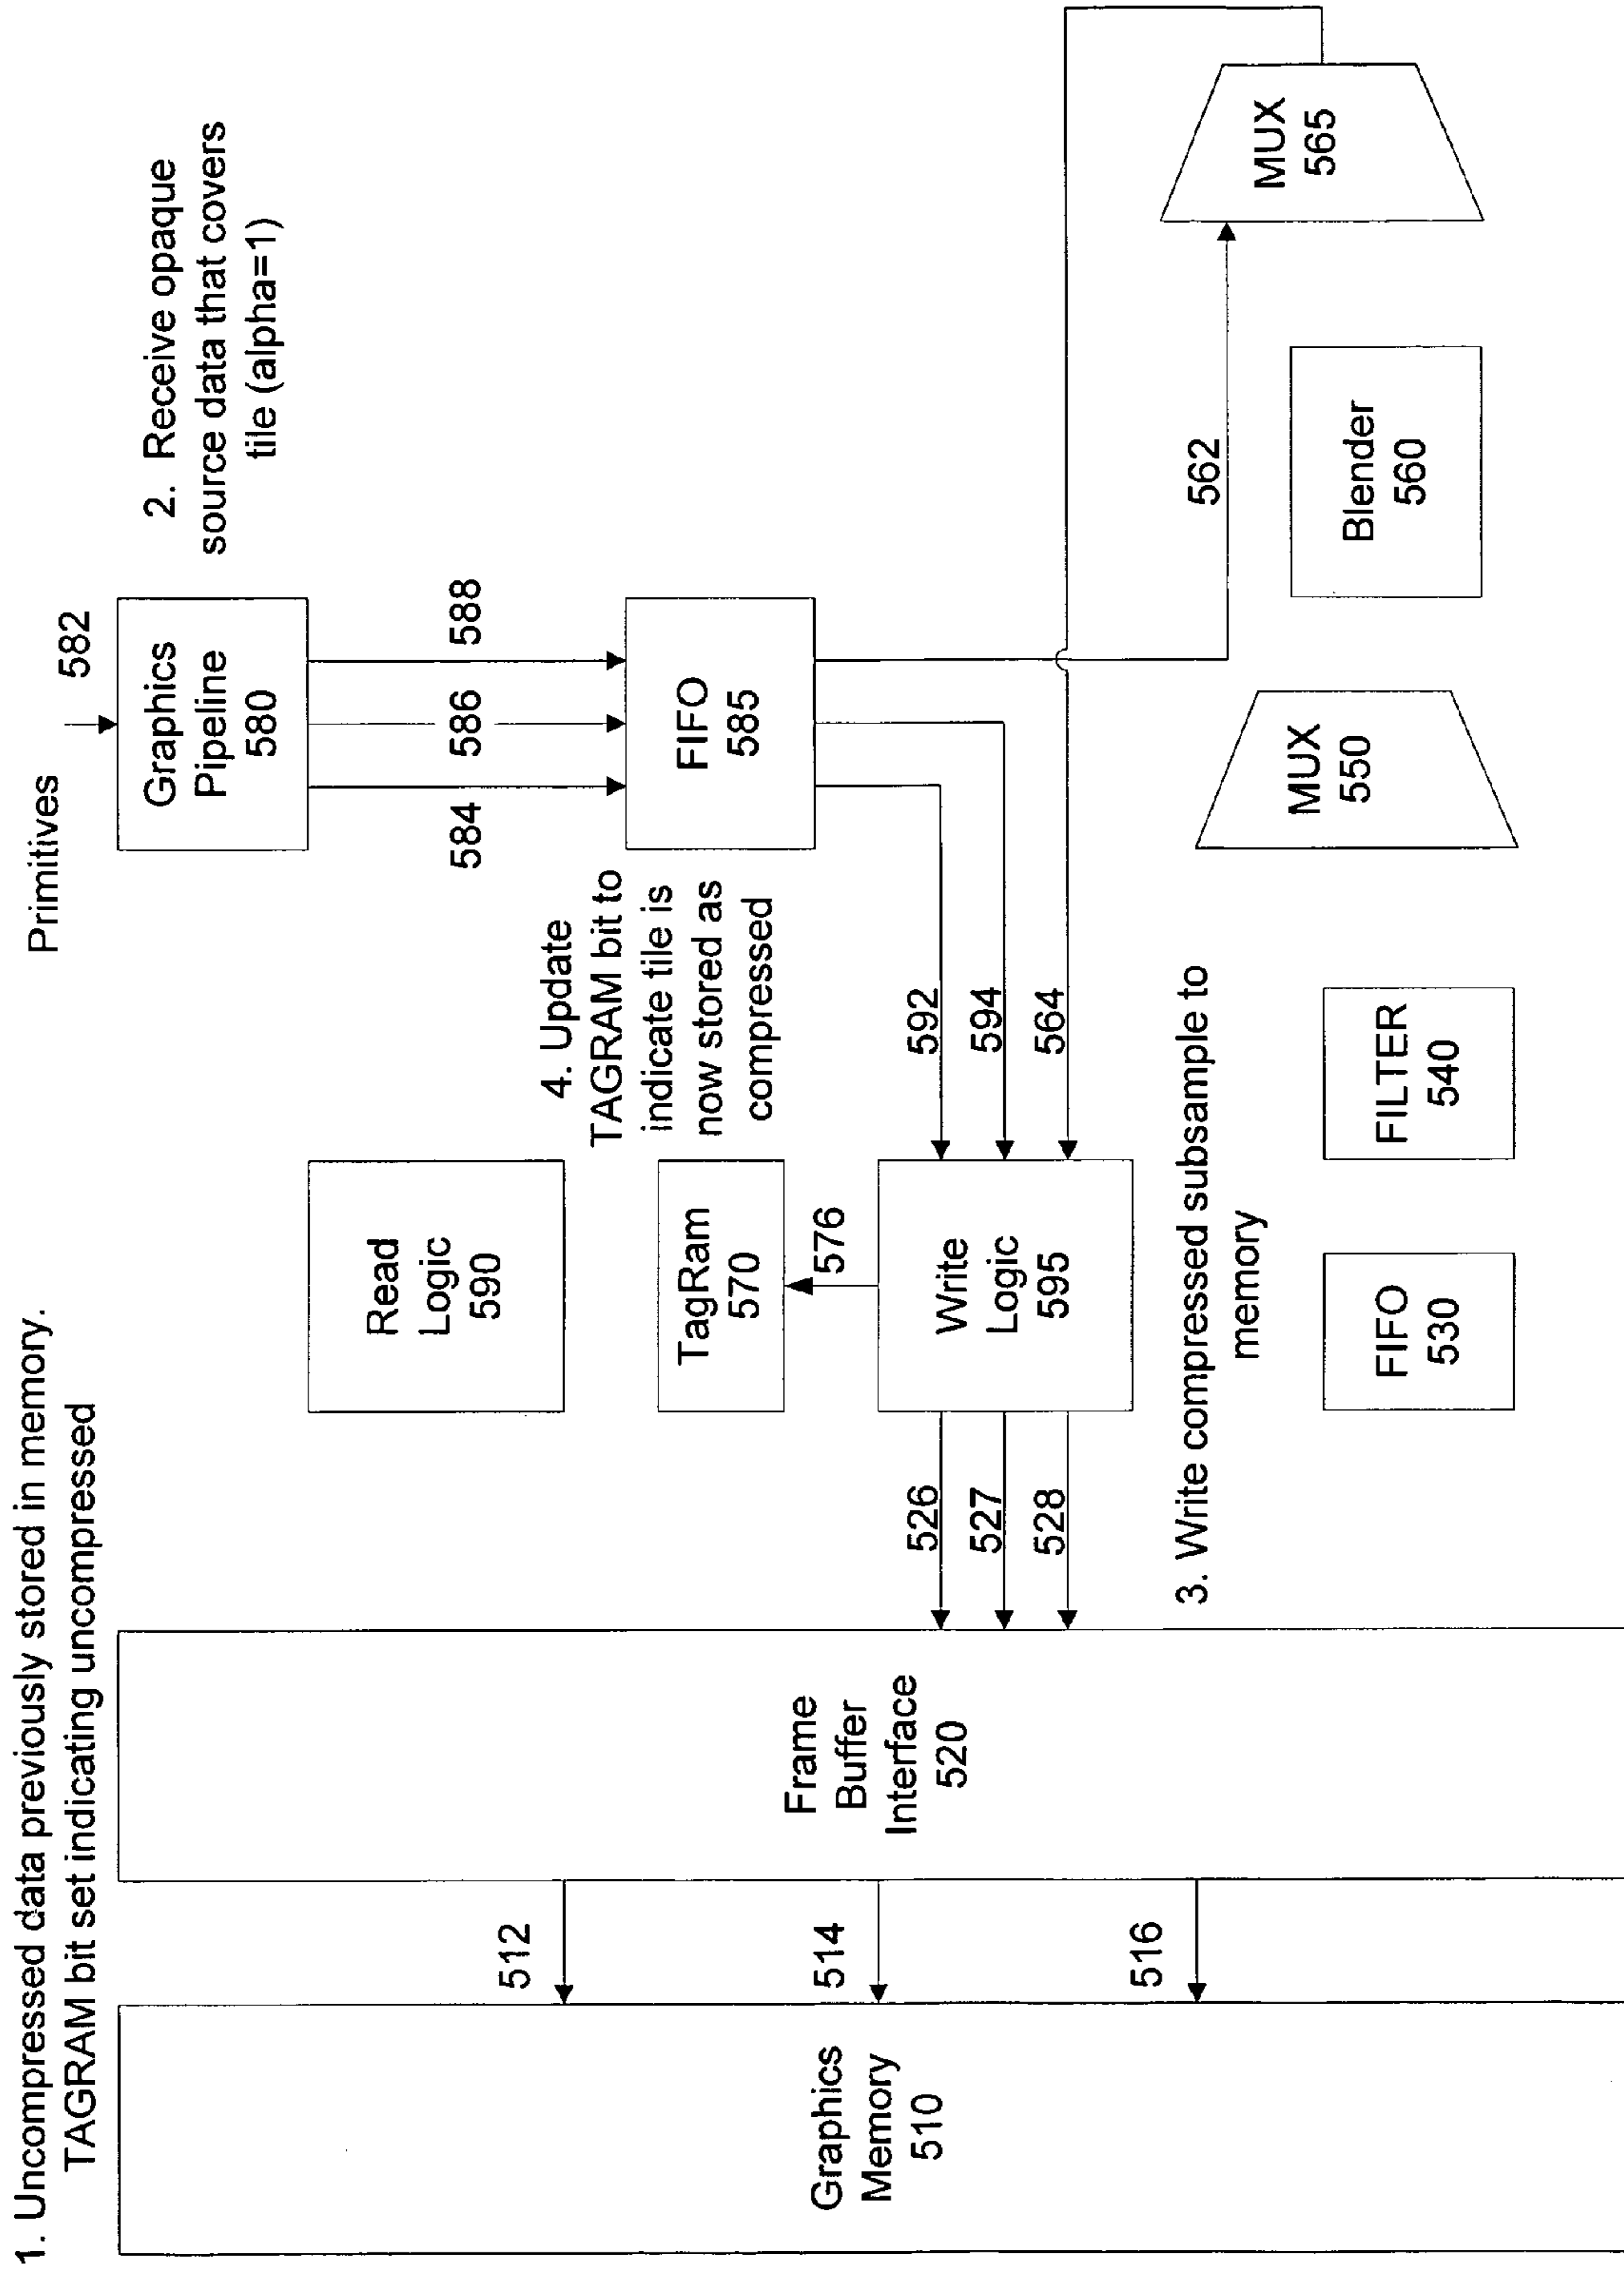 1. Uncompressed data previously stored in memory.
TAGRAM bit set indicating uncompressed
Primitives
582
Graphics
Pipeline
580
2. Receive opaque
source data that covers
tile (alpha=1)
584
586
588
FIFO
585
4. Update
TAGRAM bit to
indicate tile is
now stored as
compressed
Read
Logic
590
TagRam
570
576
Write
Logic
595
592
594
564
526
527
528
Frame
Buffer
Interface
520
512
514
516
Graphics
Memory
510
3. Write compressed subsample to
memory
FIFO
530
FILTER
540
MUX
550
Blender
560
562
MUX
565